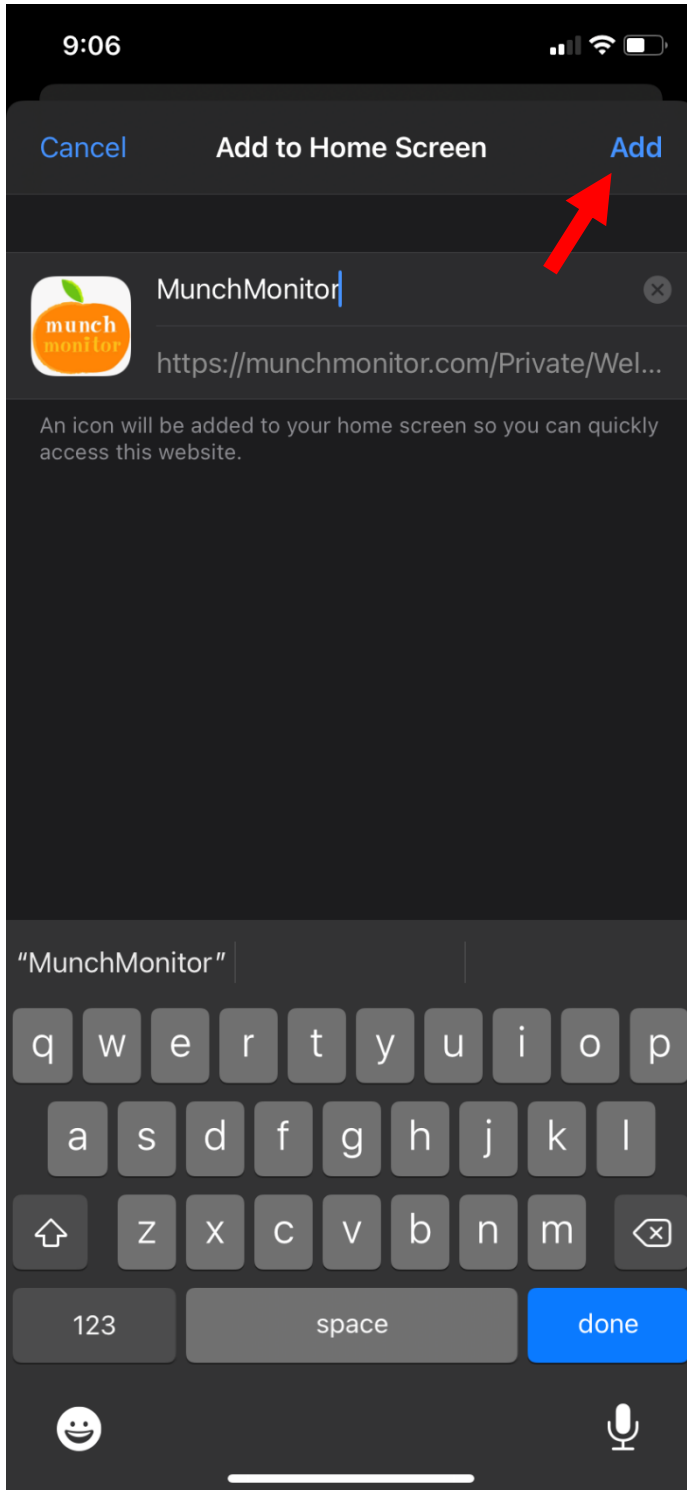 9:06
Cancel Add to Home Screen Add
MunchMonitor
munch
monitor
https://munchmonitor.com/Private/Wel...
An icon will be added to your home screen so you can quickly
access this website.
“MunchMonitor”
q w e r t y u i o p
a s d f g h j k l
z x c v b n m
123 space done